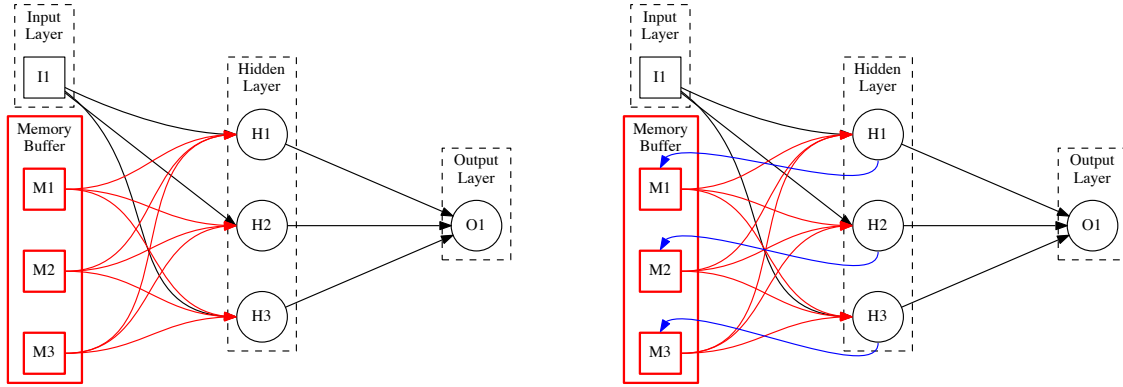 Input
Layer
I1
Memory
Buffer
M1
M2
M3
Hidden
Layer
H1
H2
H3
Output
Layer
O1
Input
Layer
I1
Memory
Buffer
M1
M2
M3
Hidden
Layer
H1
H2
H3
Output
Layer
O1